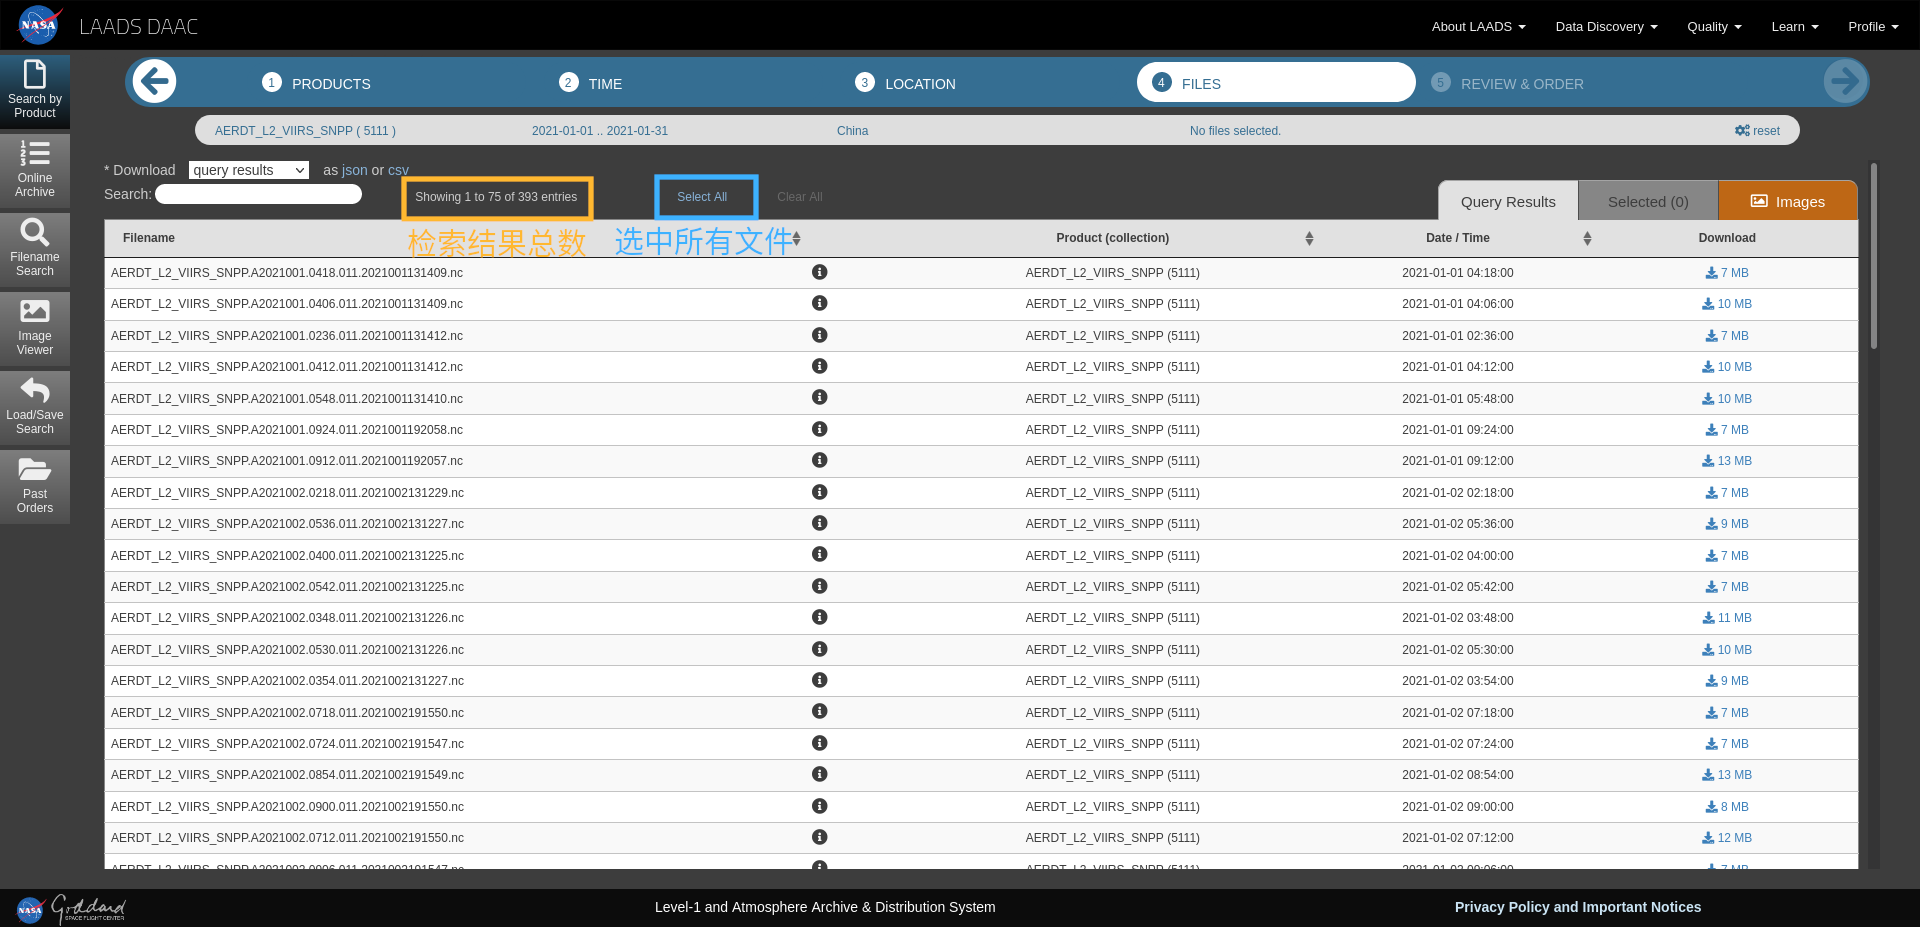 NASA LAADS DAAC
About LAADS Data Discovery Quality Learn Profile
1 PRODUCTS 2 TIME 3 LOCATION 4 FILES 5 REVIEW & ORDER
AERDT_L2_VIIRS_SNPP ( 5111 ) 2021-01-01 .. 2021-01-31 China No files selected. reset
Search by
Product
Online
Archive
Filename
Search
Image
Viewer
Load/Save
Search
Past
Orders
* Download query results as json or csv
Search: Showing 1 to 75 of 393 entries Select All Clear All
Query Results Selected (0) Images
检索结果总数 选中所有文件
Filename Product (collection) Date / Time Download
AERDT_L2_VIIRS_SNPP.A2021001.0418.011.2021001131409.nc AERDT_L2_VIIRS_SNPP (5111) 2021-01-01 04:18:00 7 MB
AERDT_L2_VIIRS_SNPP.A2021001.0406.011.2021001131409.nc AERDT_L2_VIIRS_SNPP (5111) 2021-01-01 04:06:00 10 MB
AERDT_L2_VIIRS_SNPP.A2021001.0236.011.2021001131412.nc AERDT_L2_VIIRS_SNPP (5111) 2021-01-01 02:36:00 7 MB
AERDT_L2_VIIRS_SNPP.A2021001.0412.011.2021001131412.nc AERDT_L2_VIIRS_SNPP (5111) 2021-01-01 04:12:00 10 MB
AERDT_L2_VIIRS_SNPP.A2021001.0548.011.2021001131410.nc AERDT_L2_VIIRS_SNPP (5111) 2021-01-01 05:48:00 10 MB
AERDT_L2_VIIRS_SNPP.A2021001.0924.011.2021001192058.nc AERDT_L2_VIIRS_SNPP (5111) 2021-01-01 09:24:00 7 MB
AERDT_L2_VIIRS_SNPP.A2021001.0912.011.2021001192057.nc AERDT_L2_VIIRS_SNPP (5111) 2021-01-01 09:12:00 13 MB
AERDT_L2_VIIRS_SNPP.A2021002.0218.011.2021002131229.nc AERDT_L2_VIIRS_SNPP (5111) 2021-01-02 02:18:00 7 MB
AERDT_L2_VIIRS_SNPP.A2021002.0536.011.2021002131227.nc AERDT_L2_VIIRS_SNPP (5111) 2021-01-02 05:36:00 9 MB
AERDT_L2_VIIRS_SNPP.A2021002.0400.011.2021002131225.nc AERDT_L2_VIIRS_SNPP (5111) 2021-01-02 04:00:00 7 MB
AERDT_L2_VIIRS_SNPP.A2021002.0542.011.2021002131225.nc AERDT_L2_VIIRS_SNPP (5111) 2021-01-02 05:42:00 7 MB
AERDT_L2_VIIRS_SNPP.A2021002.0348.011.2021002131226.nc AERDT_L2_VIIRS_SNPP (5111) 2021-01-02 03:48:00 11 MB
AERDT_L2_VIIRS_SNPP.A2021002.0530.011.2021002131226.nc AERDT_L2_VIIRS_SNPP (5111) 2021-01-02 05:30:00 10 MB
AERDT_L2_VIIRS_SNPP.A2021002.0354.011.2021002131227.nc AERDT_L2_VIIRS_SNPP (5111) 2021-01-02 03:54:00 9 MB
AERDT_L2_VIIRS_SNPP.A2021002.0718.011.2021002191550.nc AERDT_L2_VIIRS_SNPP (5111) 2021-01-02 07:18:00 7 MB
AERDT_L2_VIIRS_SNPP.A2021002.0724.011.2021002191547.nc AERDT_L2_VIIRS_SNPP (5111) 2021-01-02 07:24:00 7 MB
AERDT_L2_VIIRS_SNPP.A2021002.0854.011.2021002191549.nc AERDT_L2_VIIRS_SNPP (5111) 2021-01-02 08:54:00 13 MB
AERDT_L2_VIIRS_SNPP.A2021002.0900.011.2021002191550.nc AERDT_L2_VIIRS_SNPP (5111) 2021-01-02 09:00:00 8 MB
AERDT_L2_VIIRS_SNPP.A2021002.0712.011.2021002191550.nc AERDT_L2_VIIRS_SNPP (5111) 2021-01-02 07:12:00 12 MB
NASA Goddard
SPACE FLIGHT CENTER
Level-1 and Atmosphere Archive & Distribution System
Privacy Policy and Important Notices